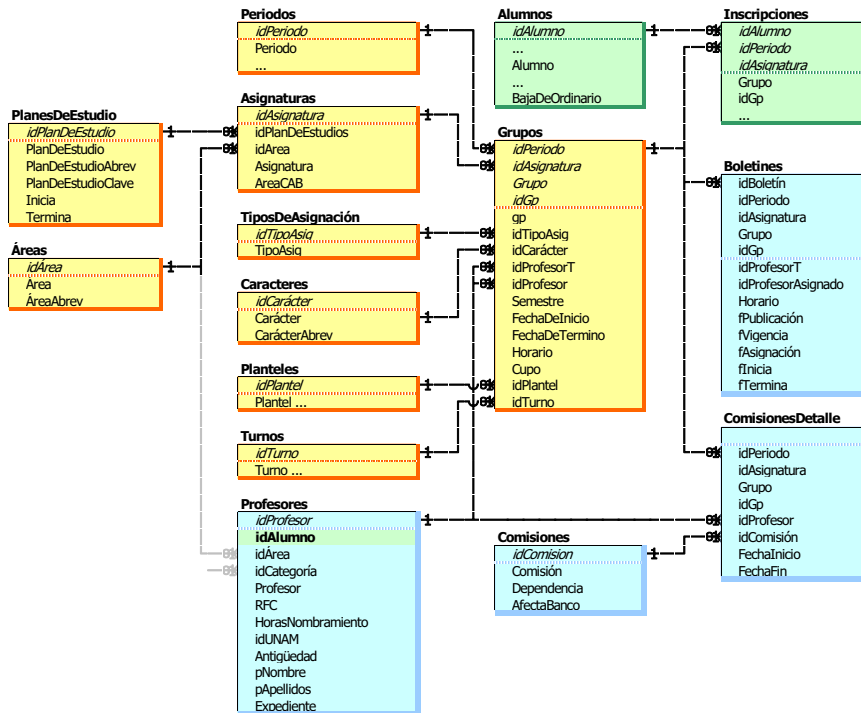 Periodos
idPeriodo
Periodo
...
Alumnos
idAlumno
...
Alumno
...
BajaDeOrdinario
Inscripciones
idAlumno
idPeriodo
idAsignatura
Grupo
idGp
...
PlanesDeEstudio
idPlanDeEstudio
PlanDeEstudio
PlanDeEstudioAbrev
PlanDeEstudioClave
Inicia
Termina
Asignaturas
idAsignatura
idPlanDeEstudios
idArea
Asignatura
AreaCAB
Grupos
idPeriodo
idAsignatura
Grupo
idGp
gp
idTipoAsig
idCarácter
idProfesorT
idProfesor
Semestre
FechaDeInicio
FechaDeTermino
Horario
Cupo
idPlantel
idTurno
Boletines
idBoletín
idPeriodo
idAsignatura
Grupo
idGp
idProfesorT
idProfesorAsignado
Horario
fPublicación
fVigencia
fAsignación
fInicia
fTermina
TiposDeAsignación
idTipoAsig
TipoAsig
Áreas
idÁrea
Área
ÁreaAbrev
Caracteres
idCarácter
Carácter
CarácterAbrev
Planteles
idPlantel
Plantel ...
Turnos
idTurno
Turno ...
ComisionesDetalle
idPeriodo
idAsignatura
Grupo
idGp
idProfesor
idComisión
FechaInicio
FechaFin
Profesores
idProfesor
idAlumno
idÁrea
idCategoría
Profesor
RFC
HorasNombramiento
idUNAM
Antigüedad
pNombre
pApellidos
Expediente
Comisiones
idComision
Comisión
Dependencia
AfectaBanco